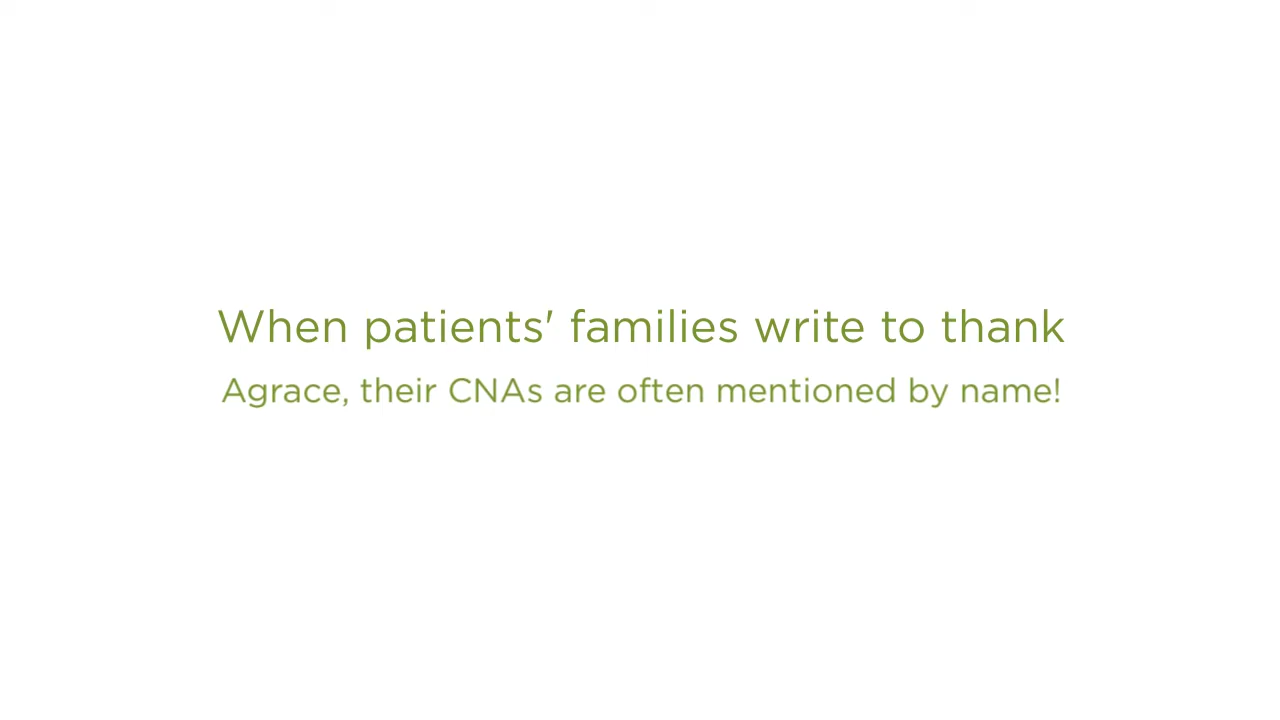 When patients' families write to thank
Agrace, their CNAs are often mentioned by name!